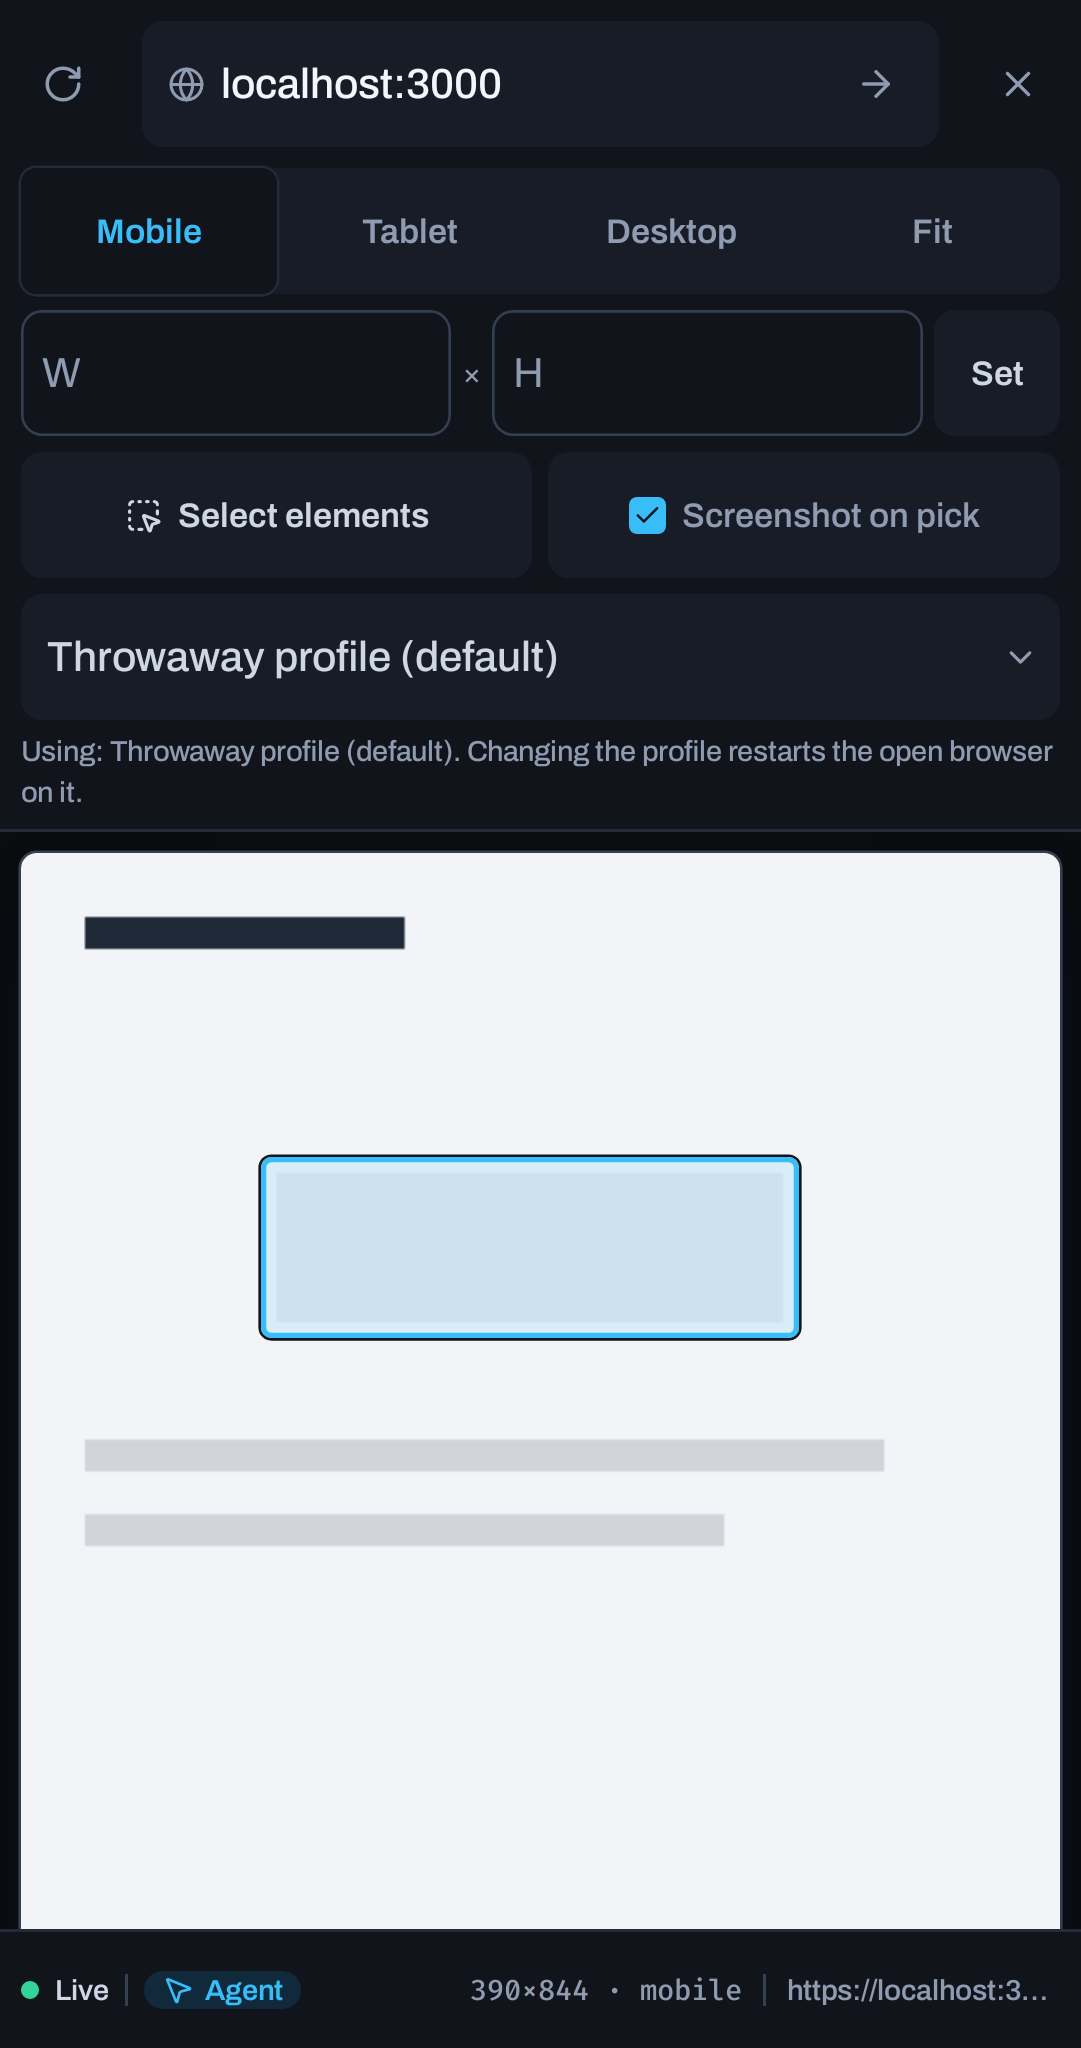 localhost:3000
Mobile Tablet Desktop Fit
W × H Set
Select elements Screenshot on pick
Throwaway profile (default)
Using: Throwaway profile (default). Changing the profile restarts the open browser
on it.
Live Agent 390×844 · mobile https://localhost:3...